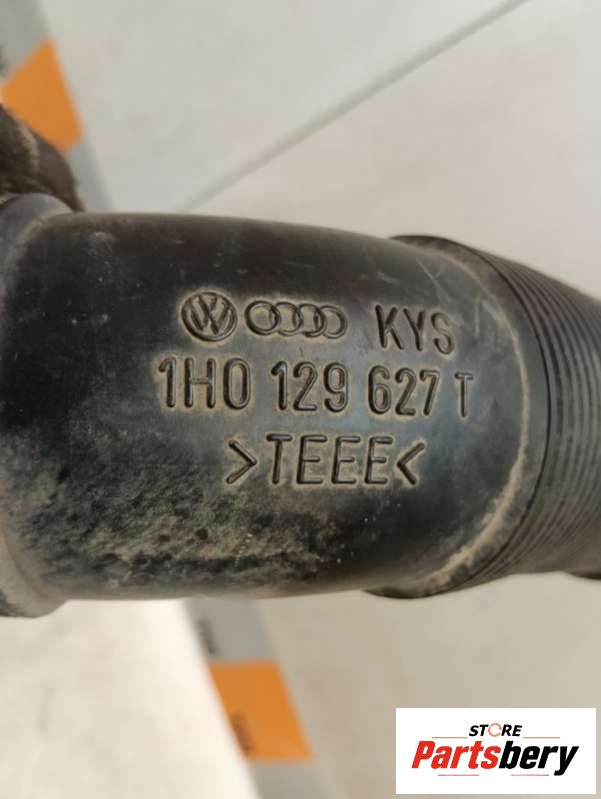 KYS
1H0 129 627 T
>TEEE<
STORE
Partsbery